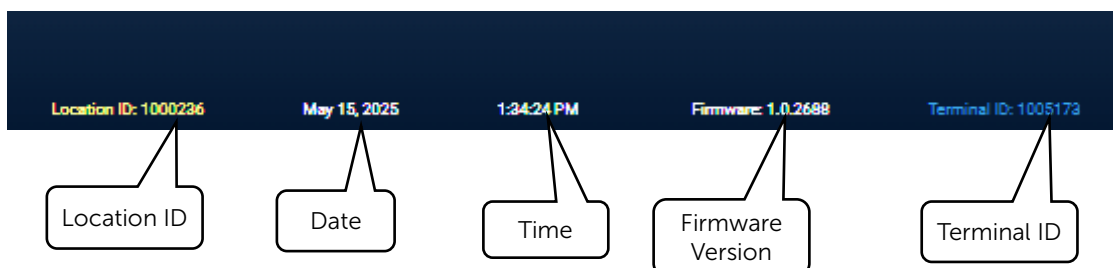 Location ID: 1000236 May 15, 2025 1:34:24 PM Firmware: 1.0.2688 Terminal ID: 1005173
Location ID Date Time Firmware Version Terminal ID